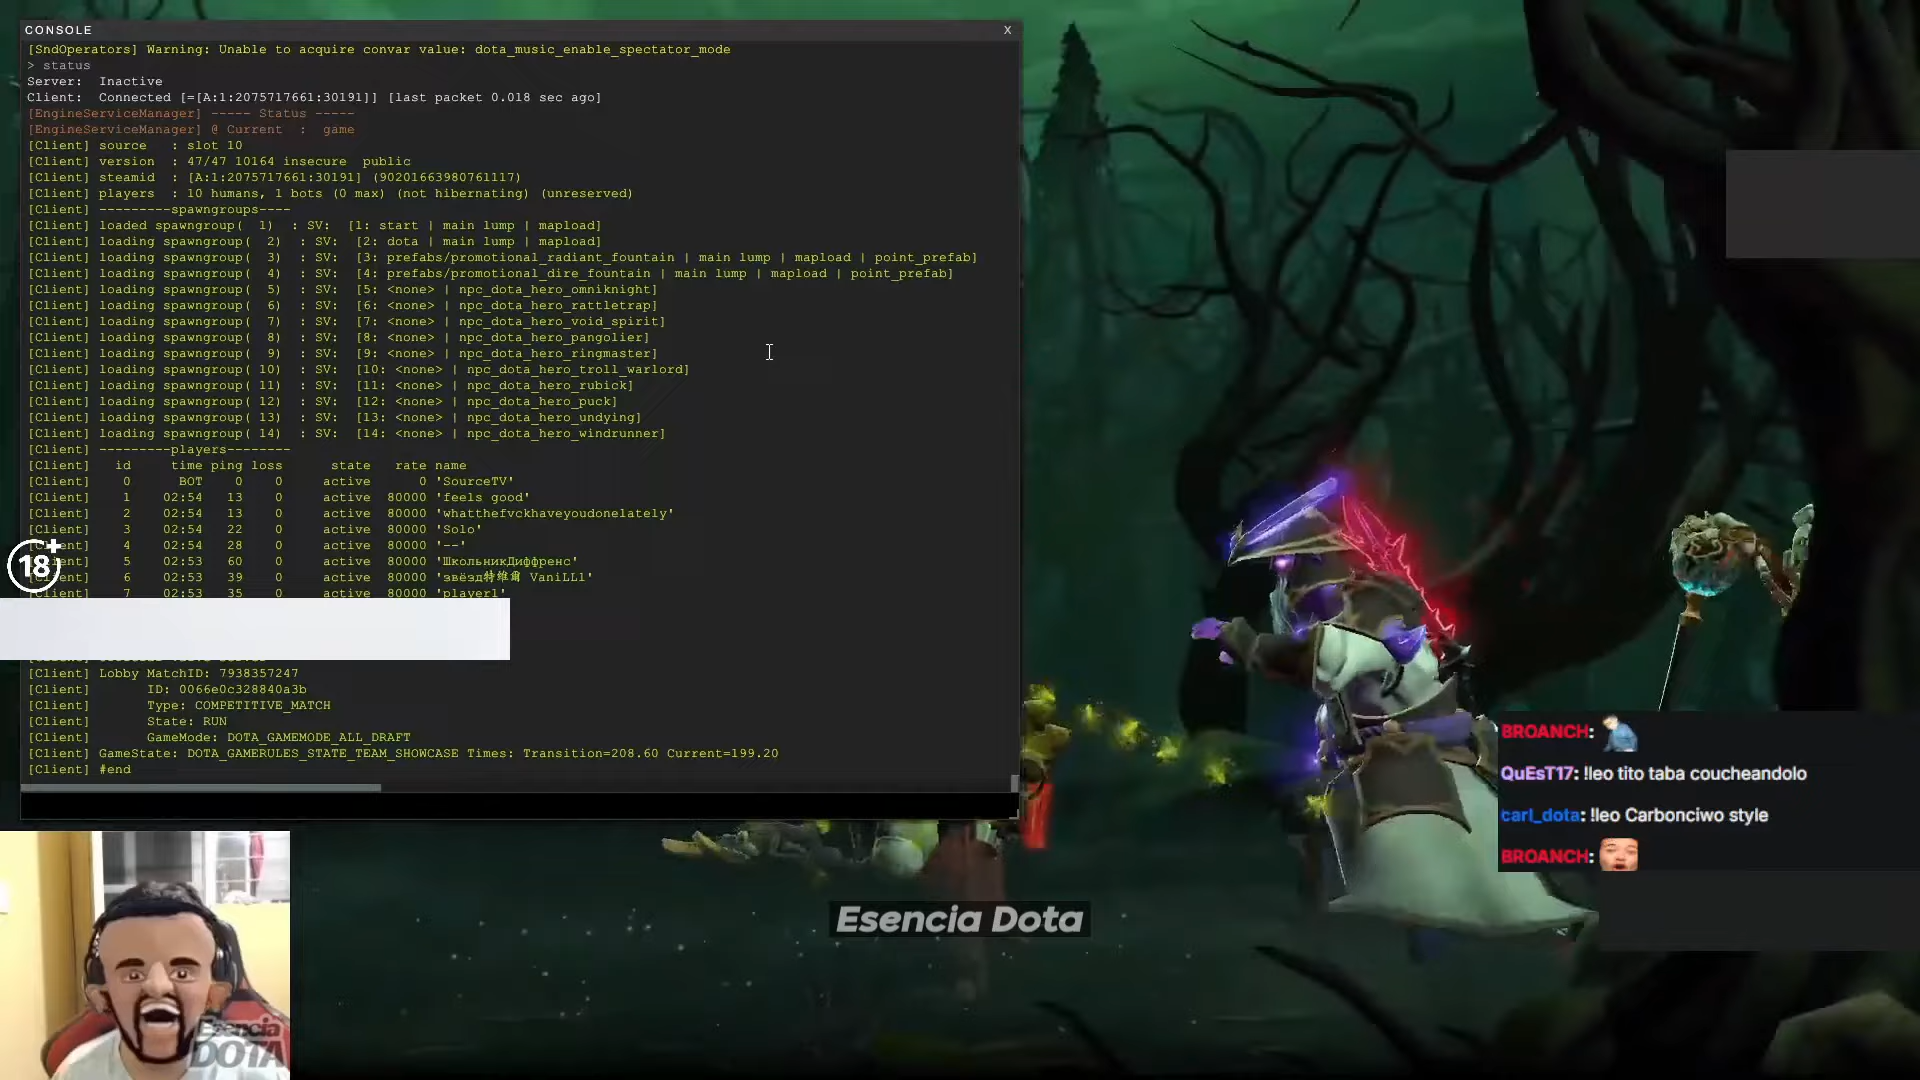 CONSOLE
X
[SndOperators] Warning: Unable to acquire convar value: dota_music_enable_spectator_mode
> status
Server:  Inactive
Client:  Connected [=[A:1:2075717661:30191]] [last packet 0.018 sec ago]
[EngineServiceManager] ----- Status -----
[EngineServiceManager] @ Current  :  game
[Client] source   : slot 10
[Client] version  : 47/47 10164 insecure  public
[Client] steamid  : [A:1:2075717661:30191] (90201663980761117)
[Client] players  : 10 humans, 1 bots (0 max) (not hibernating) (unreserved)
[Client] ---------spawngroups----
[Client] loaded spawngroup(  1)  : SV:  [1: start | main lump | mapload]
[Client] loading spawngroup(  2)  : SV:  [2: dota | main lump | mapload]
[Client] loading spawngroup(  3)  : SV:  [3: prefabs/promotional_radiant_fountain | main lump | mapload | point_prefab]
[Client] loading spawngroup(  4)  : SV:  [4: prefabs/promotional_dire_fountain | main lump | mapload | point_prefab]
[Client] loading spawngroup(  5)  : SV:  [5: <none> | npc_dota_hero_omniknight]
[Client] loading spawngroup(  6)  : SV:  [6: <none> | npc_dota_hero_rattletrap]
[Client] loading spawngroup(  7)  : SV:  [7: <none> | npc_dota_hero_void_spirit]
[Client] loading spawngroup(  8)  : SV:  [8: <none> | npc_dota_hero_pangolier]
[Client] loading spawngroup(  9)  : SV:  [9: <none> | npc_dota_hero_ringmaster]
[Client] loading spawngroup( 10)  : SV:  [10: <none> | npc_dota_hero_troll_warlord]
[Client] loading spawngroup( 11)  : SV:  [11: <none> | npc_dota_hero_rubick]
[Client] loading spawngroup( 12)  : SV:  [12: <none> | npc_dota_hero_puck]
[Client] loading spawngroup( 13)  : SV:  [13: <none> | npc_dota_hero_undying]
[Client] loading spawngroup( 14)  : SV:  [14: <none> | npc_dota_hero_windrunner]
[Client] ---------players--------
[Client]   id     time ping loss      state   rate name
[Client]    0      BOT    0    0     active      0 'SourceTV'
[Client]    1    02:54   13    0     active  80000 'feels good'
[Client]    2    02:54   13    0     active  80000 'whatthefvckhaveyoudonelately'
[Client]    3    02:54   22    0     active  80000 'Solo'
[Client]    4    02:54   28    0     active  80000 '--'
[Client]    5    02:53   60    0     active  80000 'ШкольникДиффренс'
[Client]    6    02:53   39    0     active  80000 'звёзд特维爾 VaniLL1'
[Client]    7    02:53   35    0     active  80000 'player1'
18+
[Client] Lobby MatchID: 7938357247
[Client]       ID: 0066e0c328840a3b
[Client]       Type: COMPETITIVE_MATCH
[Client]       State: RUN
[Client]       GameMode: DOTA_GAMEMODE_ALL_DRAFT
[Client] GameState: DOTA_GAMERULES_STATE_TEAM_SHOWCASE Times: Transition=208.60 Current=199.20
[Client] #end
BROANCH:
QuEsT17: !leo tito taba coucheandolo
carl_dota: !leo Carbonciwo style
BROANCH:
Esencia Dota
Esencia
DOTA